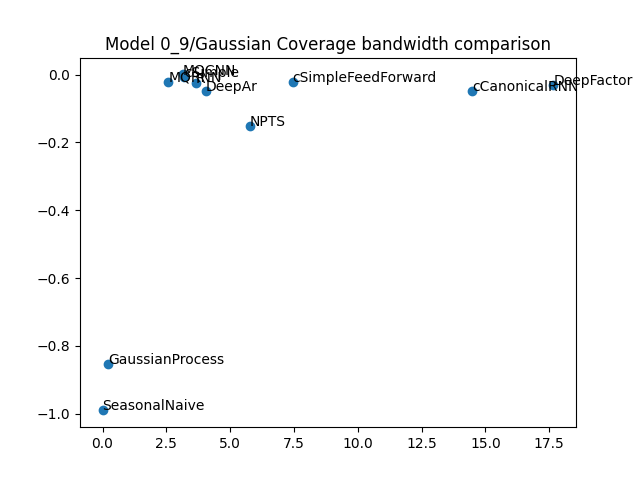 Model 0_9/Gaussian Coverage bandwidth comparison
0.0
−0.2
−0.4
−0.6
−0.8
−1.0
MQCNN
cSimple
MQRNN
DeepAr
cSimpleFeedForward
cCanonicalRNN
DeepFactor
NPTS
GaussianProcess
SeasonalNaive
0.0 2.5 5.0 7.5 10.0 12.5 15.0 17.5